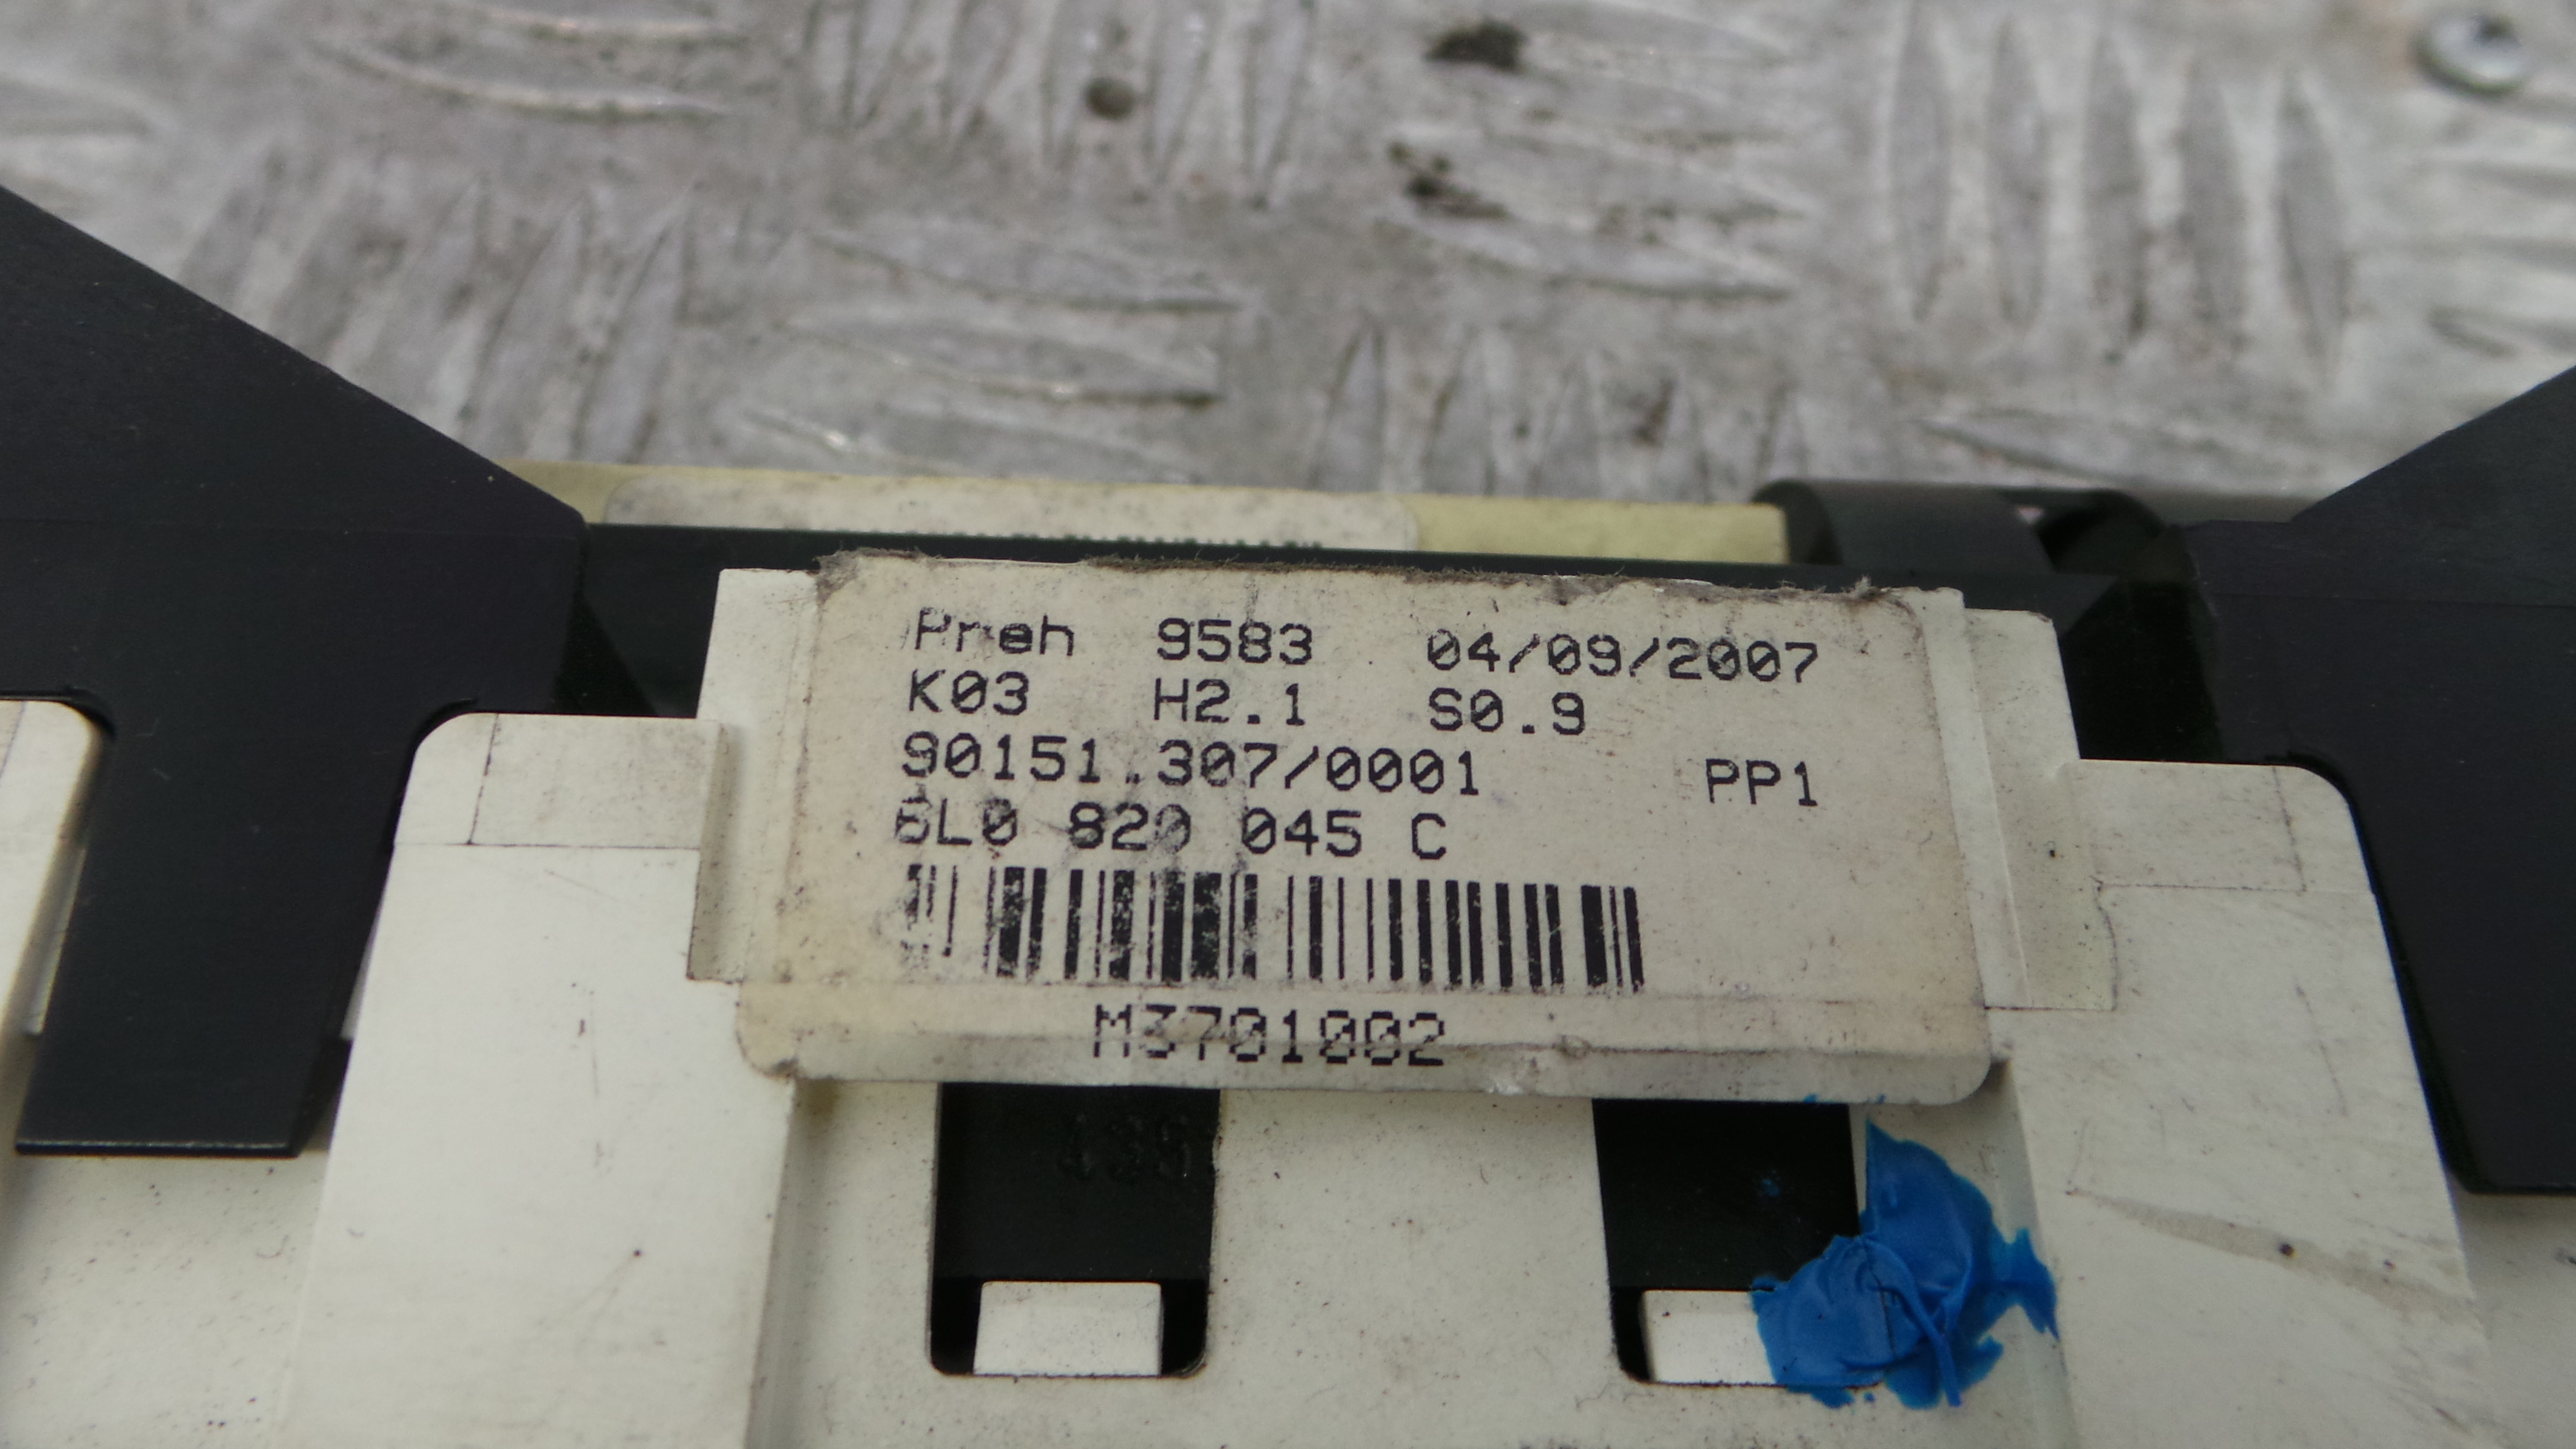 Preh 9583 04/09/2007
K03 H2.1 S0.9
90151.307/0001 PP1
6L0 820 045 C
M3701002